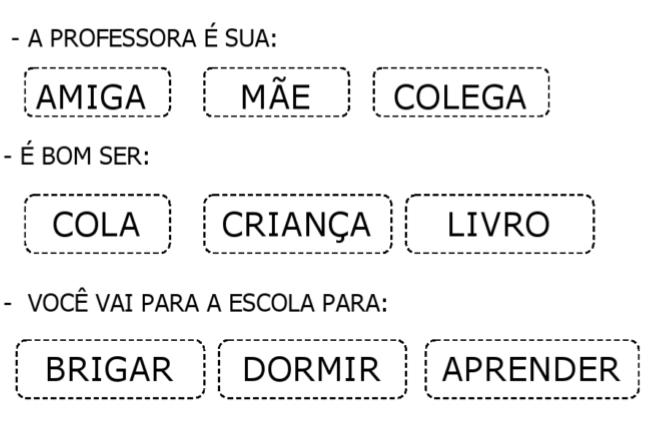 - A PROFESSORA É SUA:
AMIGA MÃE COLEGA
- É BOM SER:
COLA CRIANÇA LIVRO
- VOCÊ VAI PARA A ESCOLA PARA:
BRIGAR DORMIR APRENDER